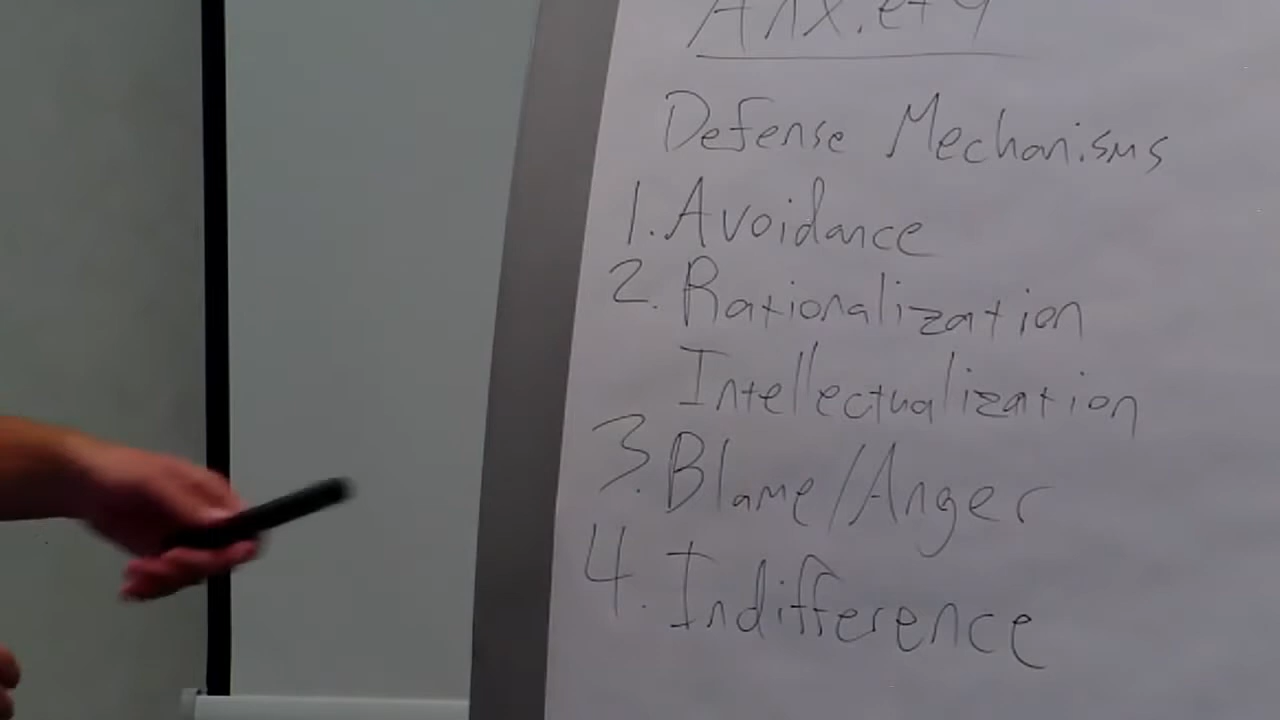 Anxiety
Defense Mechanisms
1. Avoidance
2. Rationalization
Intellectualization
3. Blame/Anger
4. Indifference